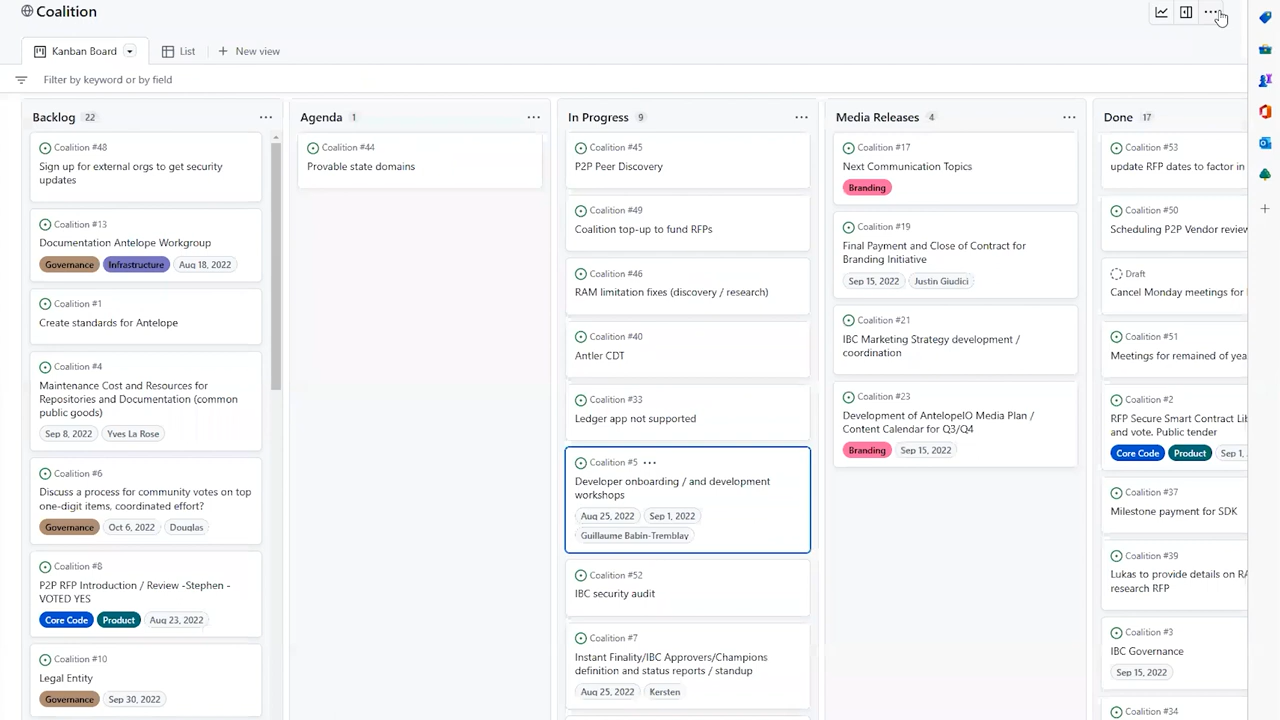 Coalition
Kanban Board
List
New view
Filter by keyword or by field
Backlog 22
Coalition #48
Sign up for external orgs to get security
updates
Coalition #13
Documentation Antelope Workgroup
Governance Infrastructure Aug 18, 2022
Coalition #1
Create standards for Antelope
Coalition #4
Maintenance Cost and Resources for
Repositories and Documentation (common
public goods)
Sep 8, 2022 Yves La Rose
Coalition #6
Discuss a process for community votes on top
one-digit items, coordinated effort?
Governance Oct 6, 2022 Douglas
Coalition #8
P2P RFP Introduction / Review -Stephen -
VOTED YES
Core Code Product Aug 23, 2022
Coalition #10
Legal Entity
Governance Sep 30, 2022
Agenda 1
Coalition #44
Provable state domains
In Progress 9
Coalition #45
P2P Peer Discovery
Coalition #49
Coalition top-up to fund RFPs
Coalition #46
RAM limitation fixes (discovery / research)
Coalition #40
Antler CDT
Coalition #33
Ledger app not supported
Coalition #5
Developer onboarding / and development
workshops
Aug 25, 2022 Sep 1, 2022
Guillaume Babin-Tremblay
Coalition #52
IBC security audit
Coalition #7
Instant Finality/IBC Approvers/Champions
definition and status reports / standup
Aug 25, 2022 Kersten
Media Releases 4
Coalition #17
Next Communication Topics
Branding
Coalition #19
Final Payment and Close of Contract for
Branding Initiative
Sep 15, 2022 Justin Giudici
Coalition #21
IBC Marketing Strategy development /
coordination
Coalition #23
Development of AntelopeIO Media Plan /
Content Calendar for Q3/Q4
Branding Sep 15, 2022
Done 17
Coalition #53
update RFP dates to factor in
Coalition #50
Scheduling P2P Vendor review
Draft
Cancel Monday meetings for
Coalition #51
Meetings for remained of yea
Coalition #2
RFP Secure Smart Contract Lib
and vote. Public tender
Core Code Product Sep 1,
Coalition #37
Milestone payment for SDK
Coalition #39
Lukas to provide details on RA
research RFP
Coalition #3
IBC Governance
Sep 15, 2022
Coalition #34